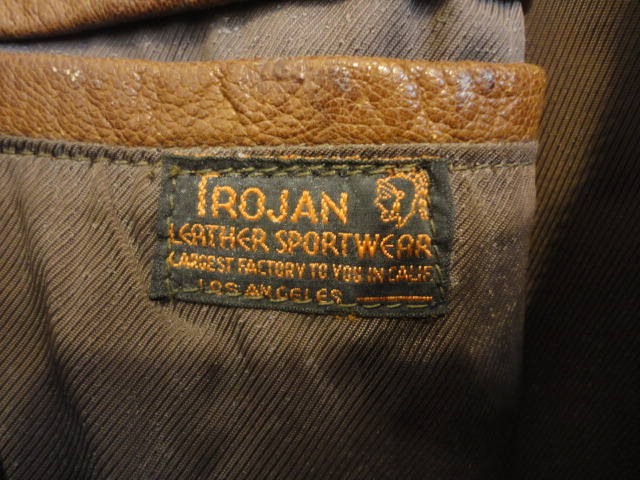 TROJAN
LEATHER SPORTWEAR
LARGEST FACTORY TO YOU IN CALIF
LOS ANGELES